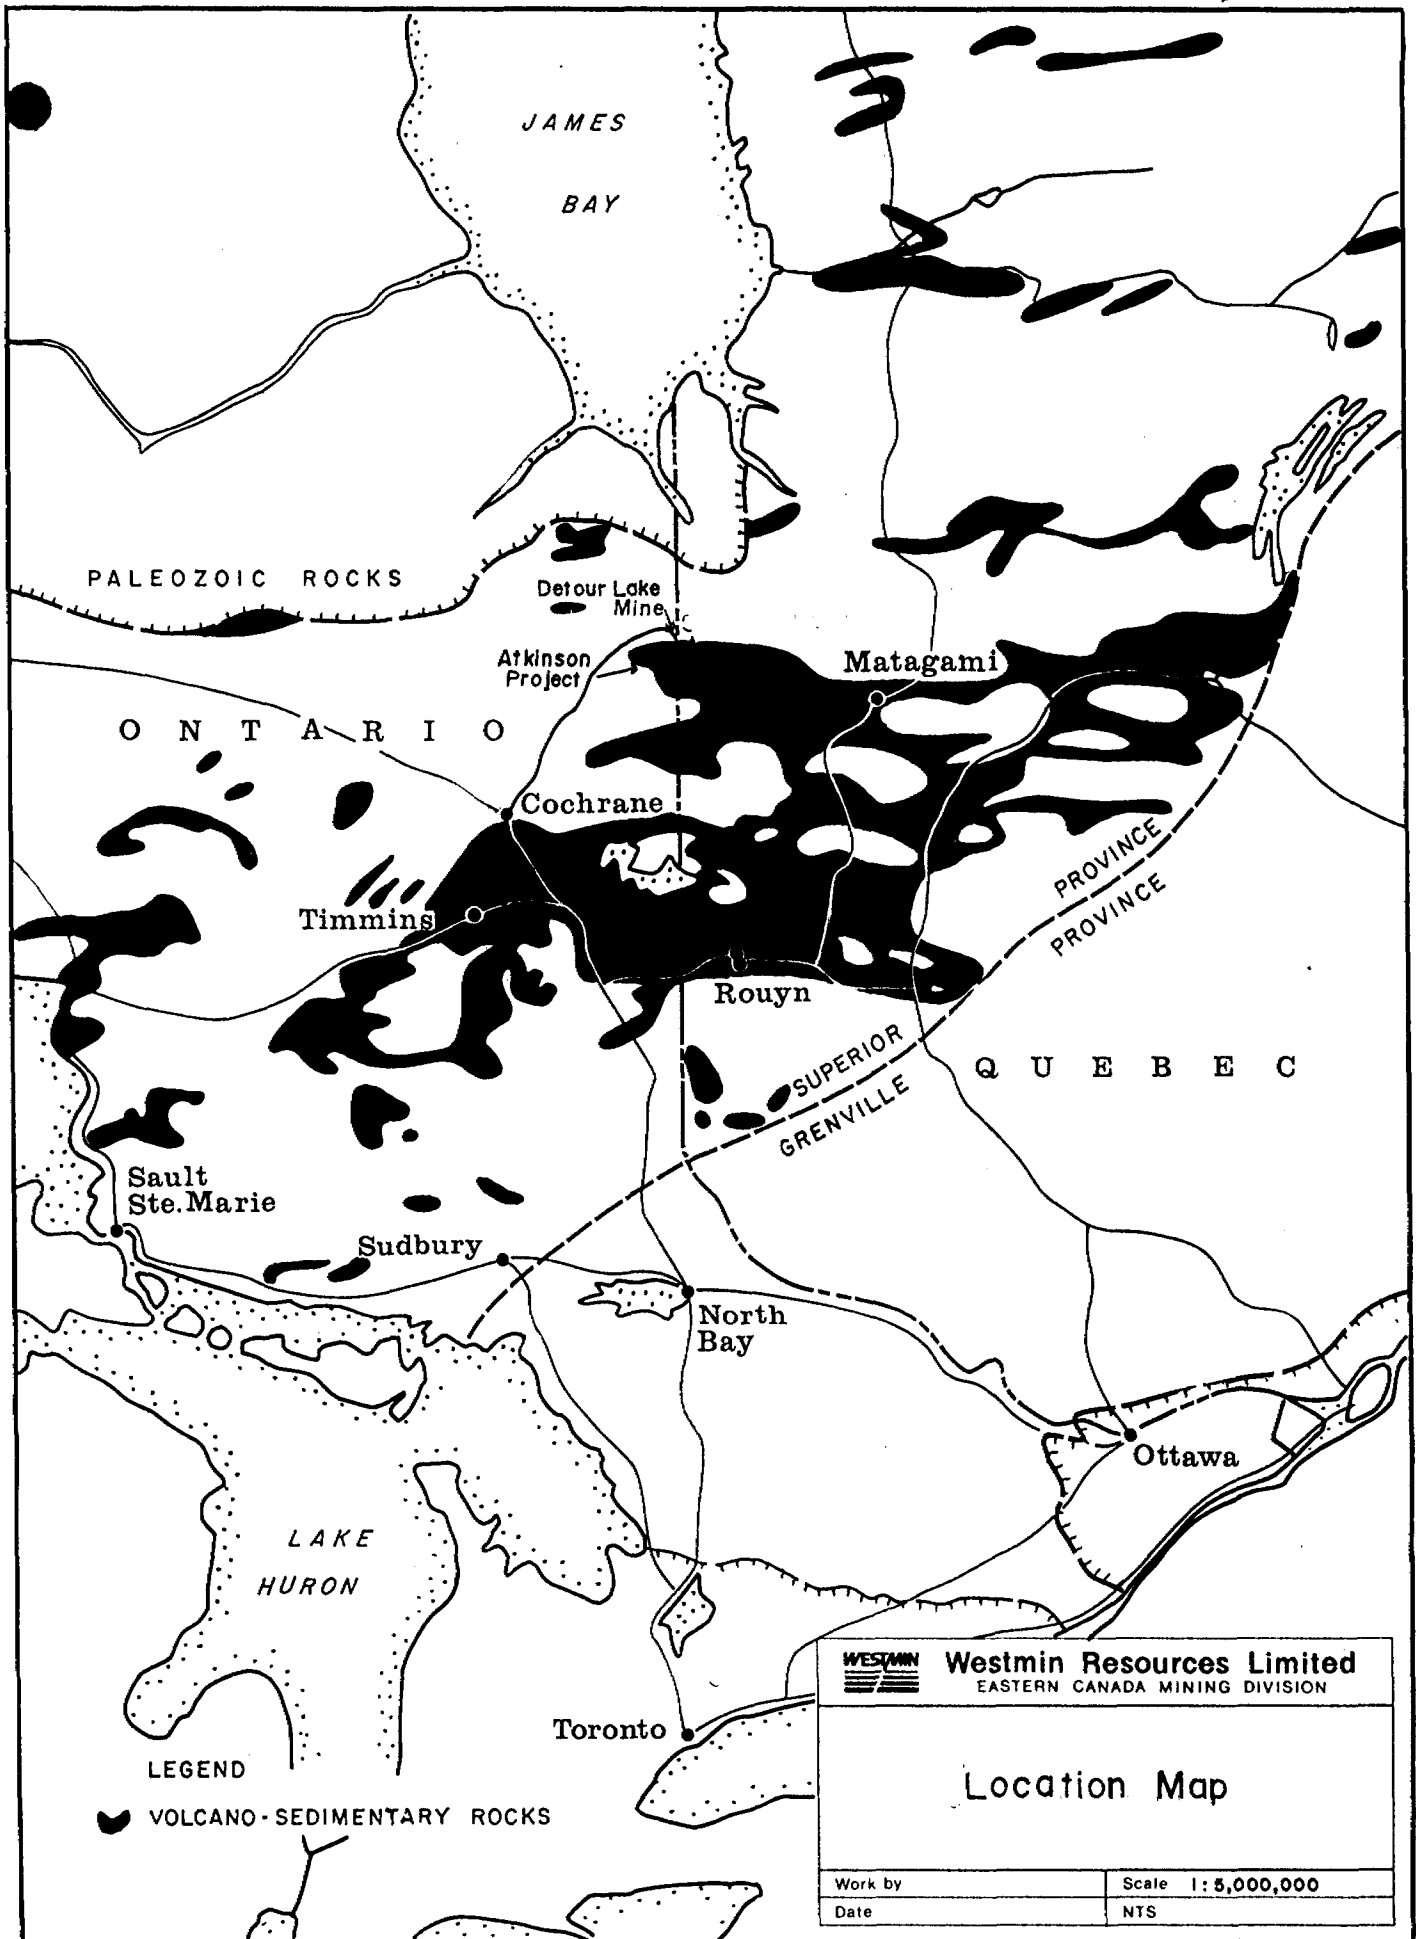 JAMES
BAY
PALEOZOIC ROCKS
Detour Lake
Mine
Atkinson
Project
Matagami
ONTARIO
Cochrane
PROVINCE
PROVINCE
Timmins
Rouyn
SUPERIOR
GRENVILLE
QUEBEC
Sault
Ste. Marie
Sudbury
North
Bay
Ottawa
LAKE
HURON
Toronto
LEGEND
VOLCANO-SEDIMENTARY ROCKS
WESTMIN
Westmin Resources Limited
EASTERN CANADA MINING DIVISION
Location Map
Work by
Scale 1:5,000,000
Date
NTS